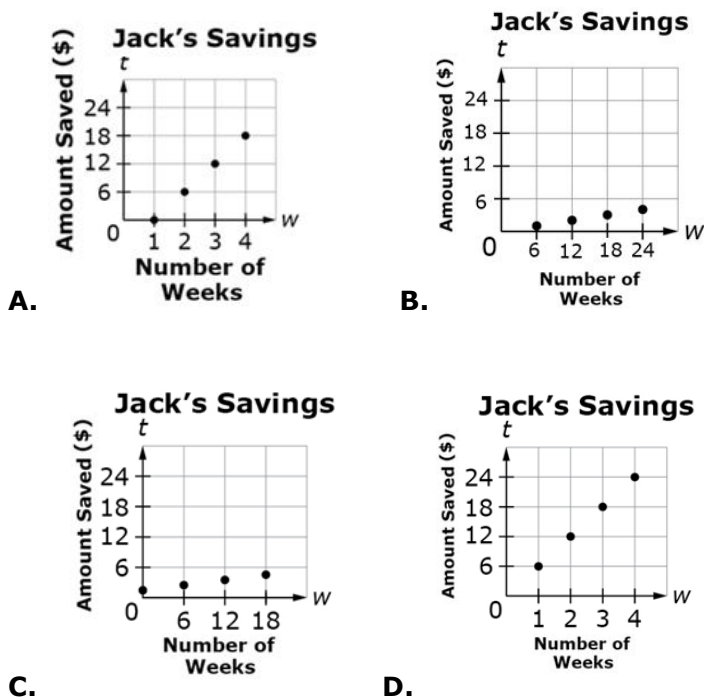 Jack's Savings
Amount Saved ($)
t
24
18
12
6
0
1 2 3 4
w
Number of
Weeks
A.
Jack's Savings
Amount Saved ($)
t
24
18
12
6
0
6 12 18 24
w
Number of
Weeks
B.
Jack's Savings
Amount Saved ($)
t
24
18
12
6
0
6 12 18
w
Number of
Weeks
C.
Jack's Savings
Amount Saved ($)
t
24
18
12
6
0
1 2 3 4
w
Number of
Weeks
D.